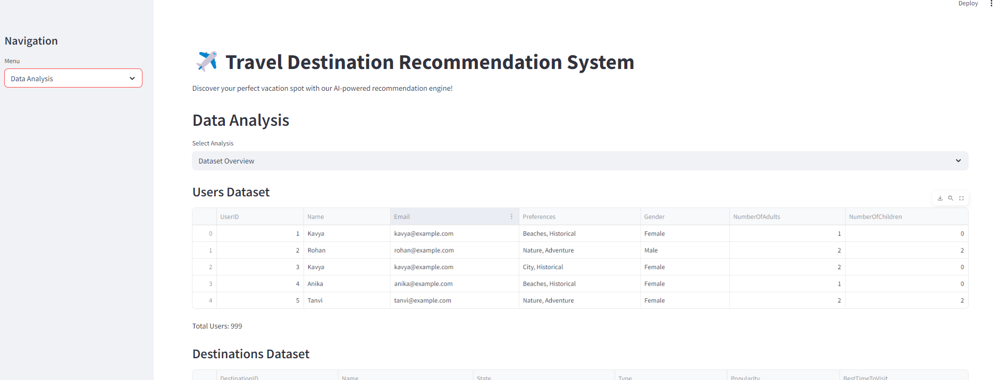 Deploy
Navigation
Menu
Data Analysis
Travel Destination Recommendation System
Discover your perfect vacation spot with our AI-powered recommendation engine!
Data Analysis
Select Analysis
Dataset Overview
Users Dataset
UserID Name Email Preferences Gender NumberOfAdults NumberOfChildren
0 1 Kavya kavya@example.com Beaches, Historical Female 1 0
1 2 Rohan rohan@example.com Nature, Adventure Male 2 2
2 3 Kavya kavya@example.com City, Historical Female 2 0
3 4 Anika anika@example.com Beaches, Historical Female 1 0
4 5 Tanvi tanvi@example.com Nature, Adventure Female 2 2
Total Users: 999
Destinations Dataset
DestinationID Name State Type Popularity BestTimeToVisit